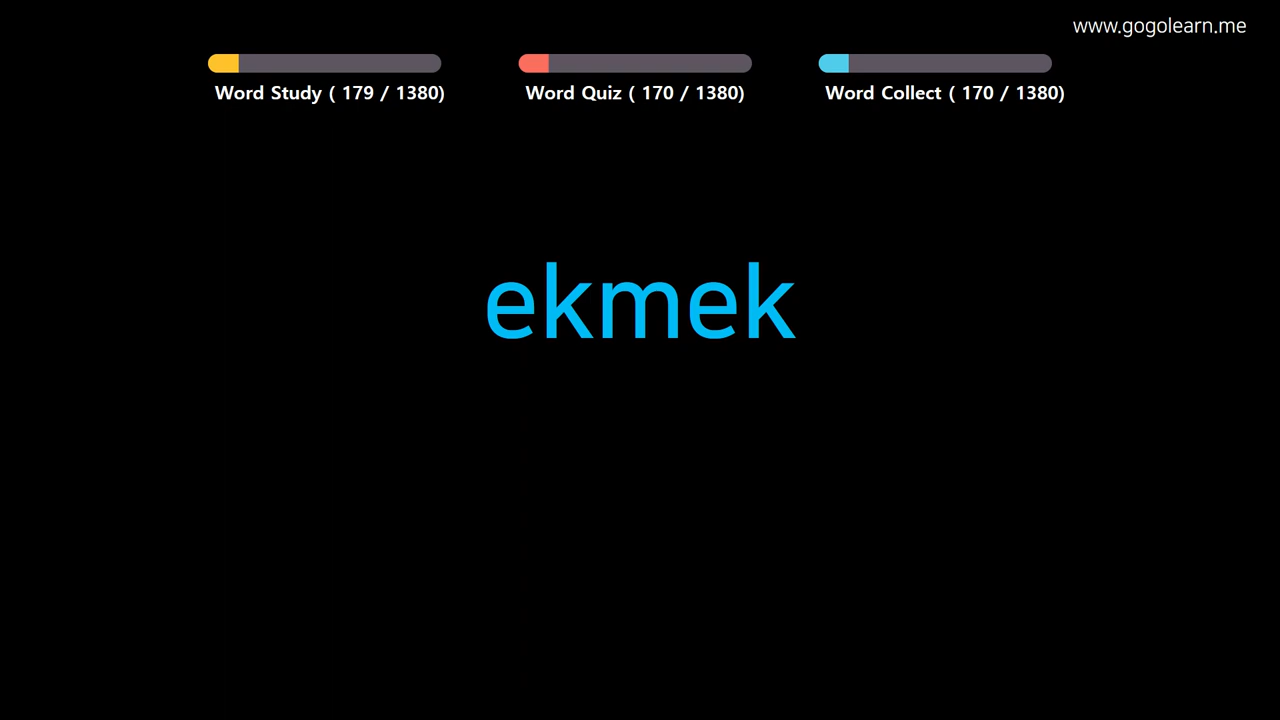 www.gogolearn.me
Word Study ( 179 / 1380)
Word Quiz ( 170 / 1380)
Word Collect ( 170 / 1380)
ekmek